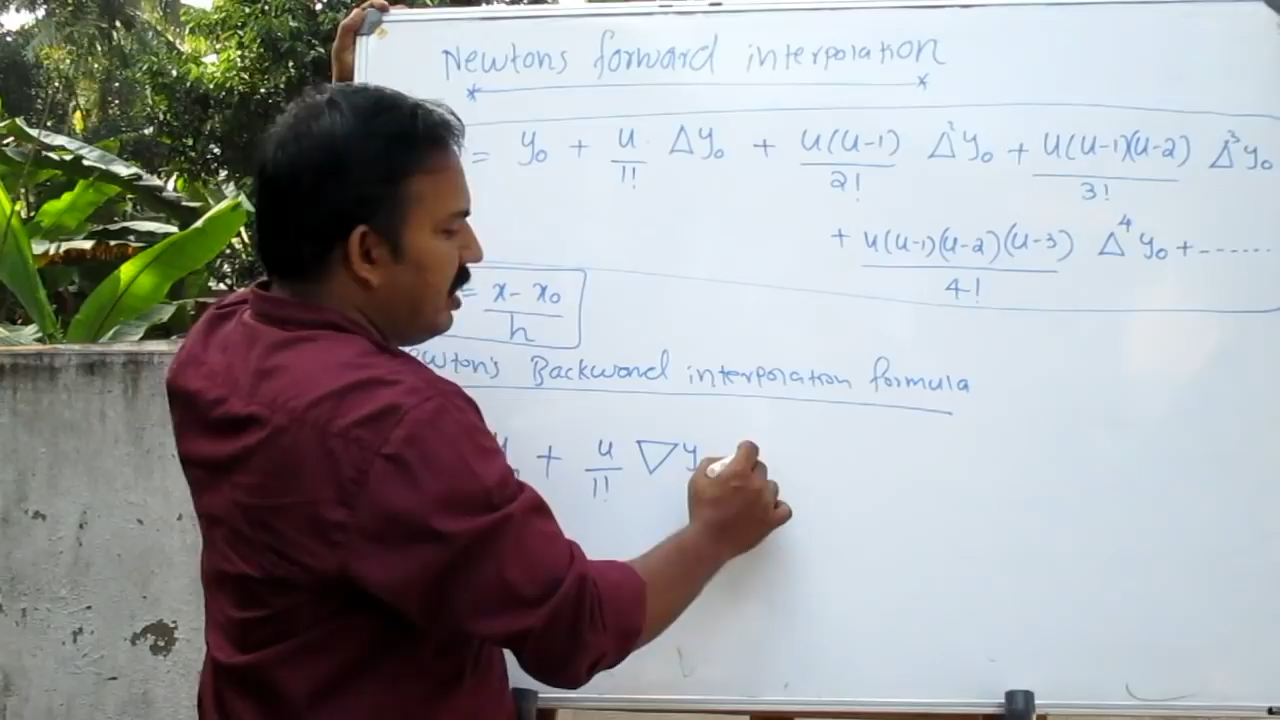 Newtons forward interpolation
= y₀ + u/1! · Δy₀ + u(u-1)/2! Δ²y₀ + u(u-1)(u-2)/3! Δ³y₀
+ u(u-1)(u-2)(u-3)/4! Δ⁴y₀ + ------
= x - x₀/h
ewton's Backward interpolation formula
+ u/1! ▽y